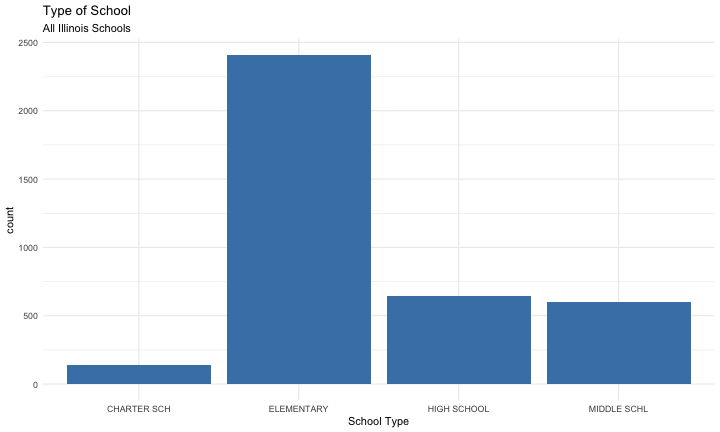 Type of School
All Illinois Schools
2500
2000
1500
1000
500
0
count
CHARTER SCH
ELEMENTARY
HIGH SCHOOL
MIDDLE SCHL
School Type